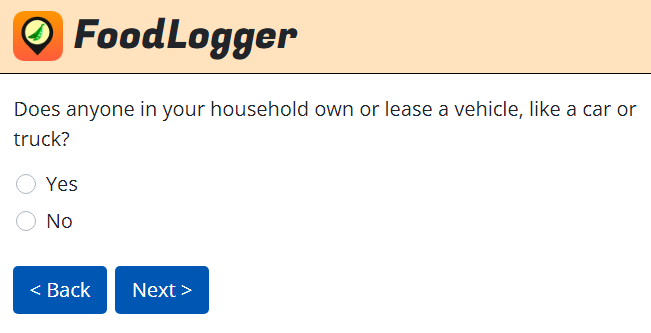 FoodLogger
Does anyone in your household own or lease a vehicle, like a car or
truck?
Yes
No
< Back
Next >